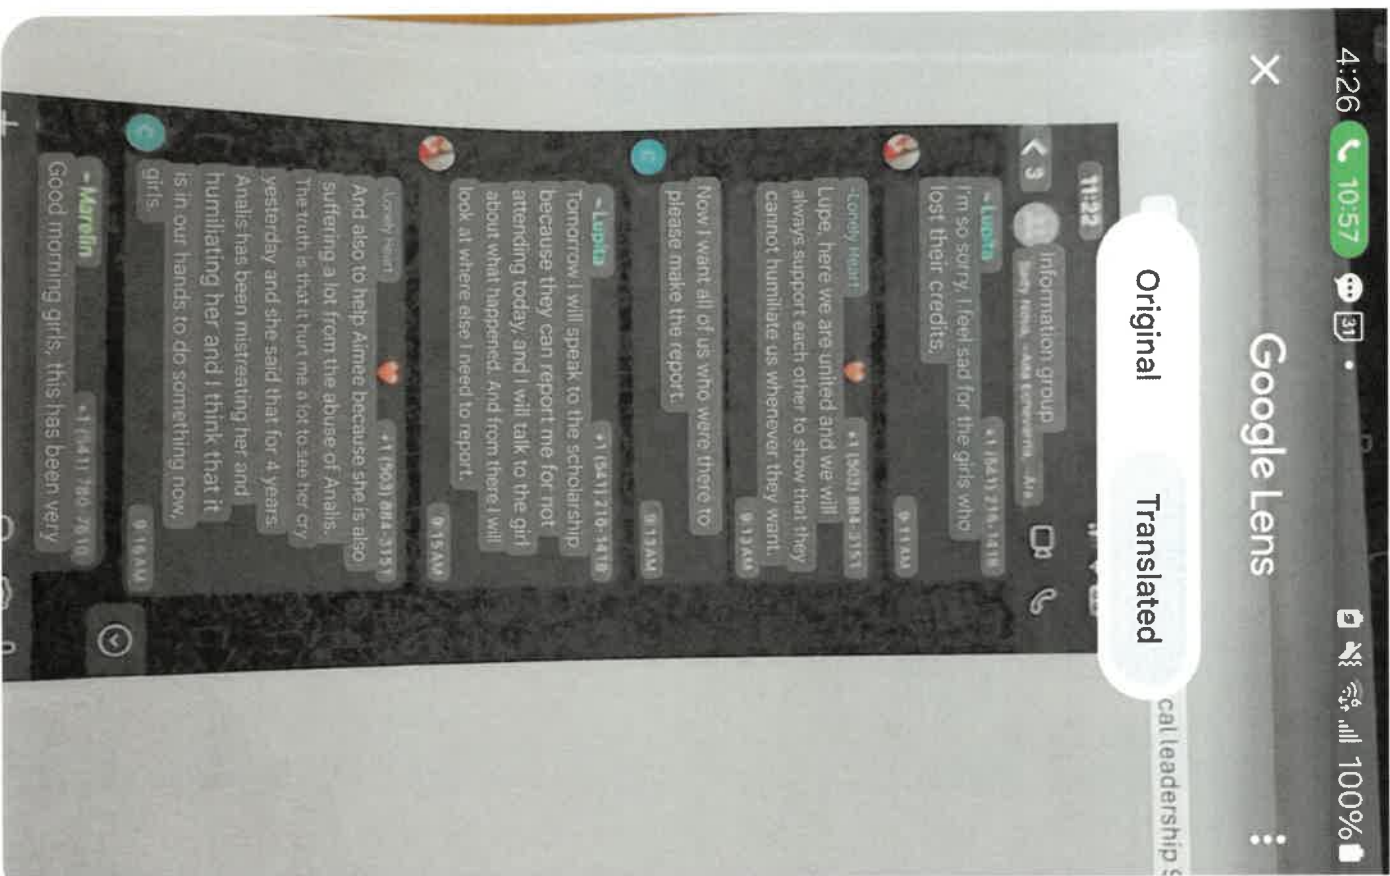 4:26
10:57
31
100%
Google Lens
Original
Translated
cal leadership
11:22
3
information group
~Lupita
+1 (541) 216-1418
I'm so sorry, I feel sad for the girls who
lost their credits,
9:11 AM
Lonely Heart
+1 (503) 884-3151
Lupe, here we are united and we will
always support each other to show that they
cannot humiliate us whenever they want.
9:13 AM
C
Now I want all of us who were there to
please make the report.
9:13 AM
~Lupita
+1 (541) 216-1418
Tomorrow I will speak to the scholarship
because they can report me for not
attending today, and I will talk to the girl
about what happened. And from there I will
look at where else I need to report.
9:15 AM
Lonely Heart
+1 (503) 884-3151
And also to help Aimee because she is also
suffering a lot from the abuse of Analis.
The truth is that it hurt me a lot to see her cry
yesterday and she said that for 4 years.
Analis has been mistreating her and
humiliating her and I think that it
is in our hands to do something now,
girls.
9:16 AM
C
~Marelin
+1 (541) 780-7610
Good morning girls, this has been very